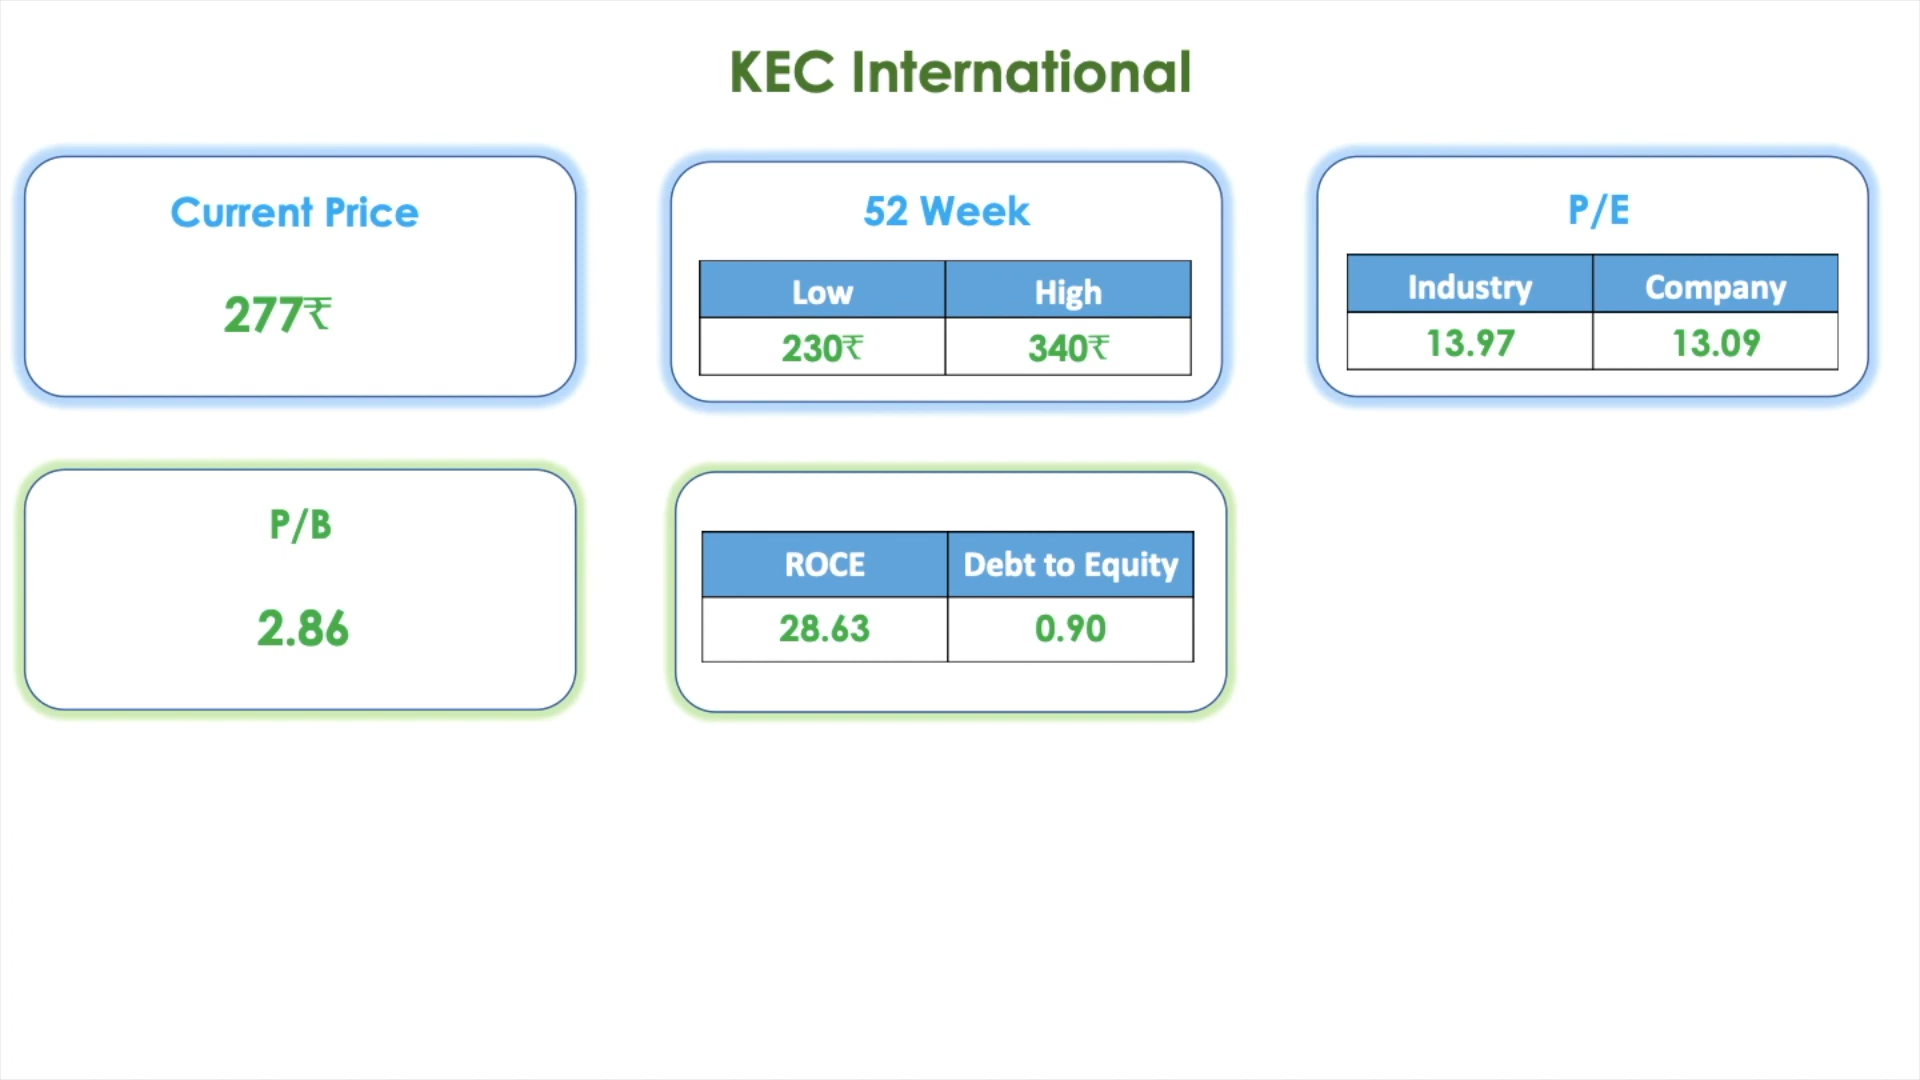 KEC International
Current Price
277₹
52 Week
Low High
230₹ 340₹
P/E
Industry Company
13.97 13.09
P/B
2.86
ROCE Debt to Equity
28.63 0.90